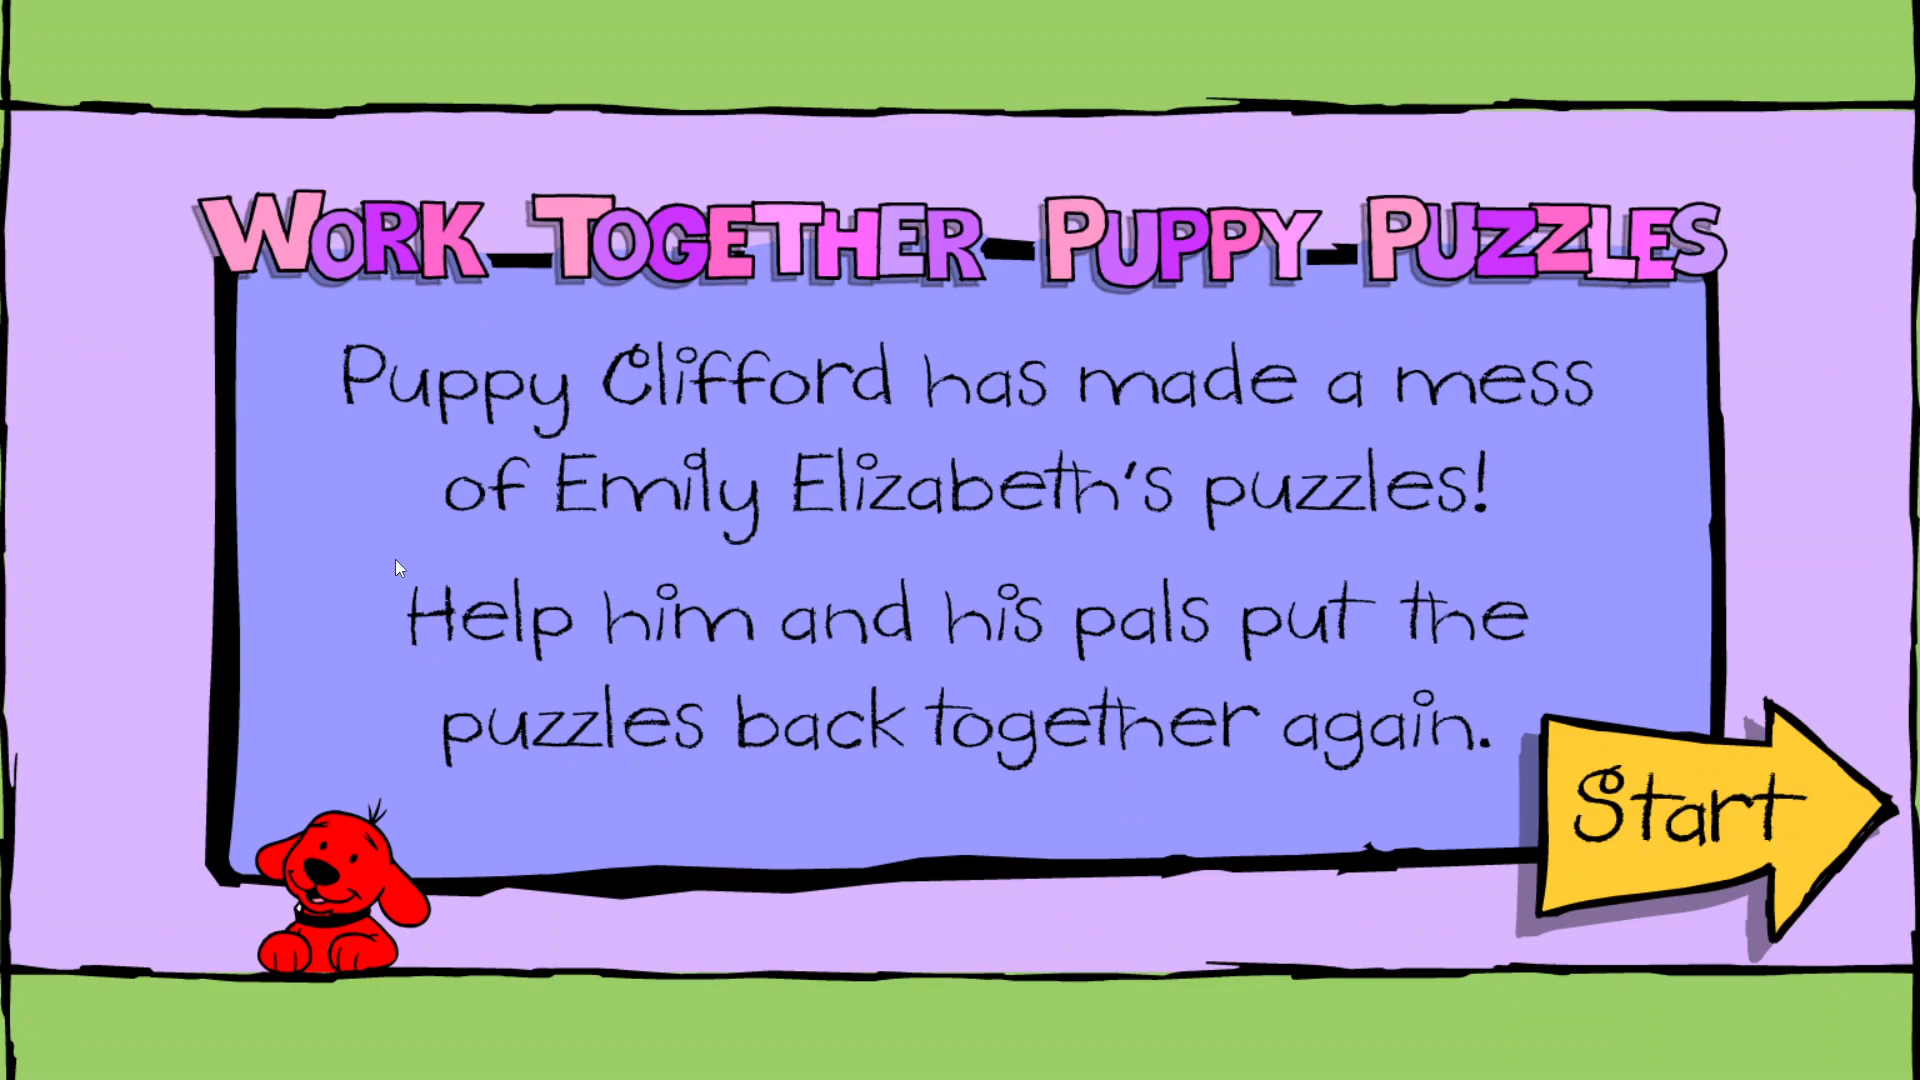 Work Together Puppy Puzzles
Puppy Clifford has made a mess
of Emily Elizabeth's puzzles!
Help him and his pals put the
puzzles back together again.
Start